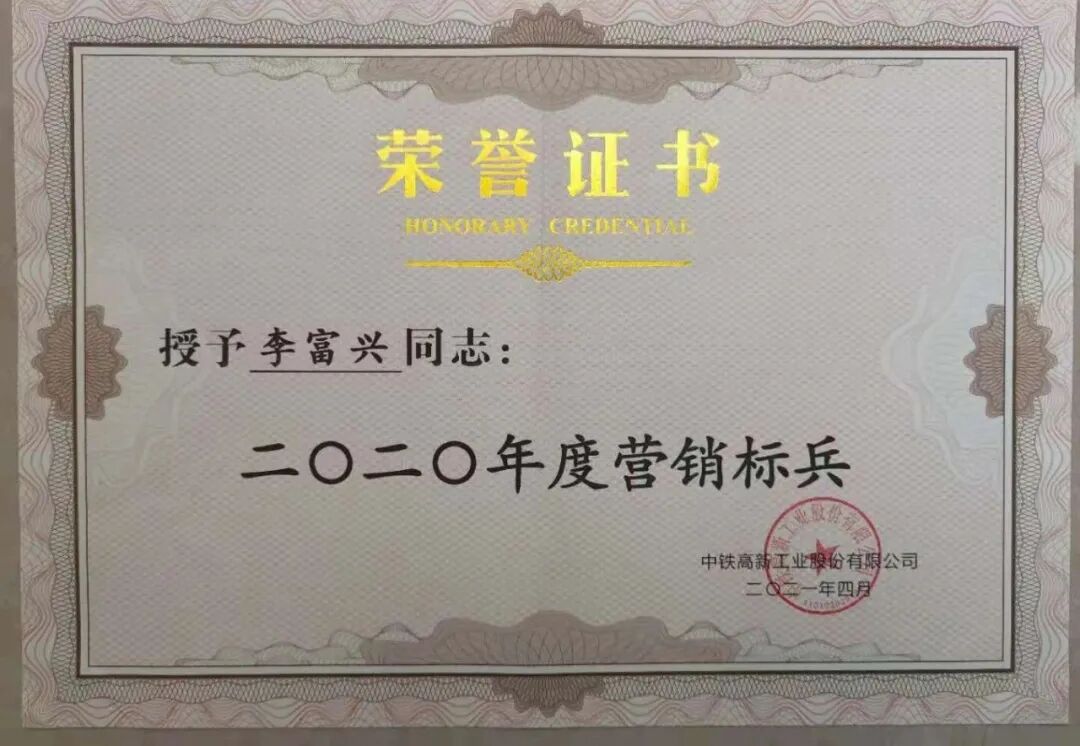 荣誉证书
HONORARY CREDENTIAL
授予李富兴同志：
二〇二〇年度营销标兵
中铁高新工业股份有限公司
二〇二一年四月